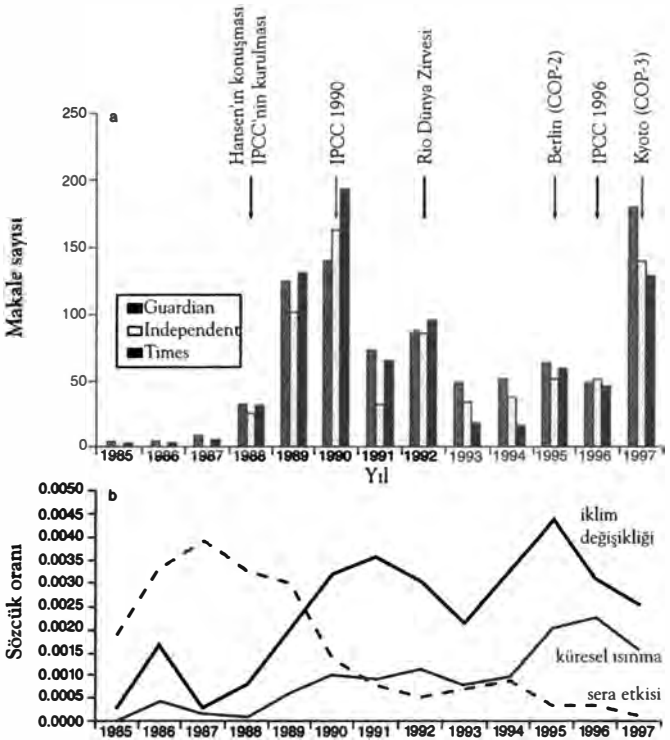 Hansen'ın konuşması
IPCC'nin kurulması
IPCC 1990
Rio Dünya Zirvesi
Berlin (COP-2)
IPCC 1996
Kyoto (COP-3)
a
250
200
150
100
50
0
Makale sayısı
Guardian
Independent
Times
1985 1986 1987 1988 1989 1990 1991 1992 1993 1994 1995 1996 1997
Yıl
b
0.0050
0.0045
0.0040
0.0035
0.0030
0.0025
0.0020
0.0015
0.0010
0.0005
0.0000
Sözcük oranı
iklim
değişikliği
küresel ısınma
sera etkisi
1985 1986 1987 1988 1989 1990 1991 1992 1993 1994 1995 1996 1997